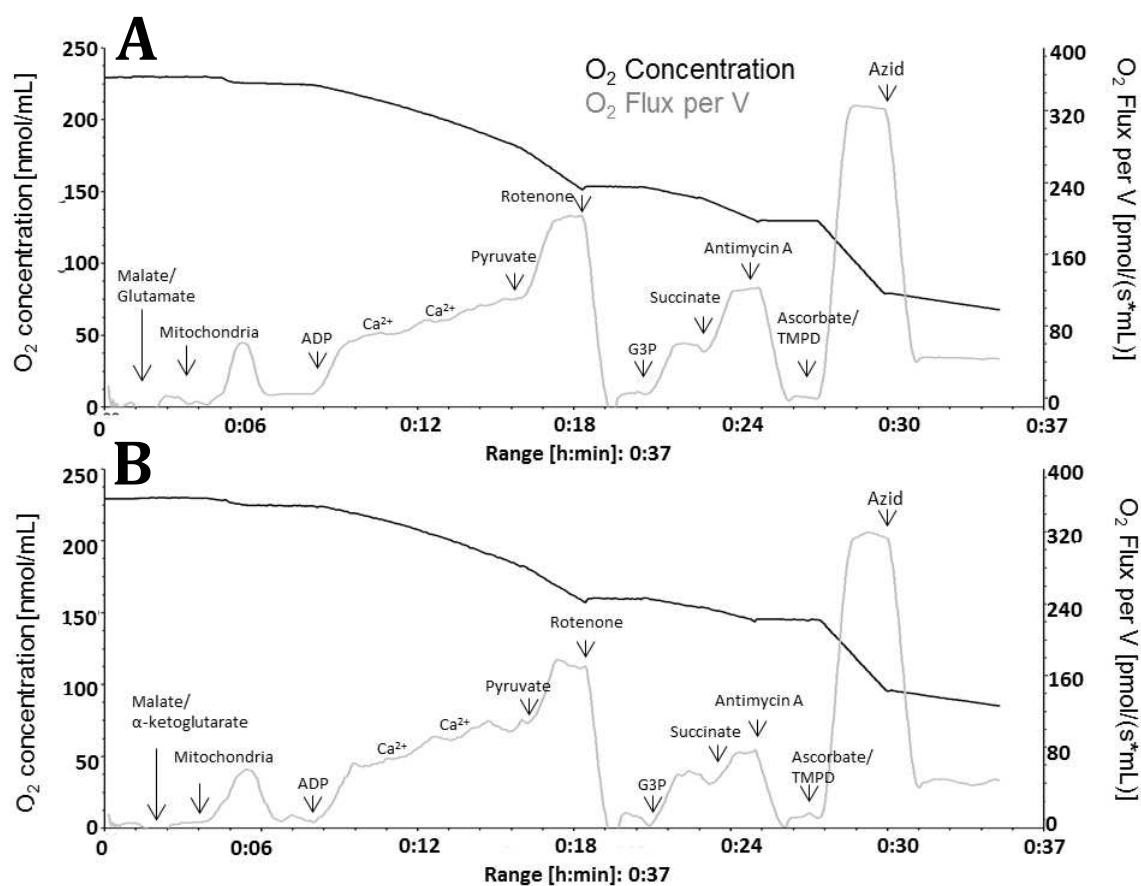 A
O₂ concentration [nmol/mL]
250
200
150
100
50
0
O₂ Concentration
O₂ Flux per V
Azid
Rotenone
Pyruvate
Malate/
Glutamate
Mitochondria
ADP
Ca²⁺
Ca²⁺
Antimycin A
Succinate
G3P
Ascorbate/
TMPD
400
320
240
160
80
0
O₂ Flux per V [pmol/(s*mL)]
0
0:06
0:12
0:18
0:24
0:30
0:37
Range [h:min]: 0:37
B
O₂ concentration [nmol/mL]
250
200
150
100
50
0
Azid
Rotenone
Pyruvate
Malate/
α-ketoglutarate
Mitochondria
ADP
Ca²⁺
Ca²⁺
Antimycin A
Succinate
G3P
Ascorbate/
TMPD
400
320
240
160
80
0
O₂ Flux per V [pmol/(s*mL)]
0
0:06
0:12
0:18
0:24
0:30
0:37
Range [h:min]: 0:37